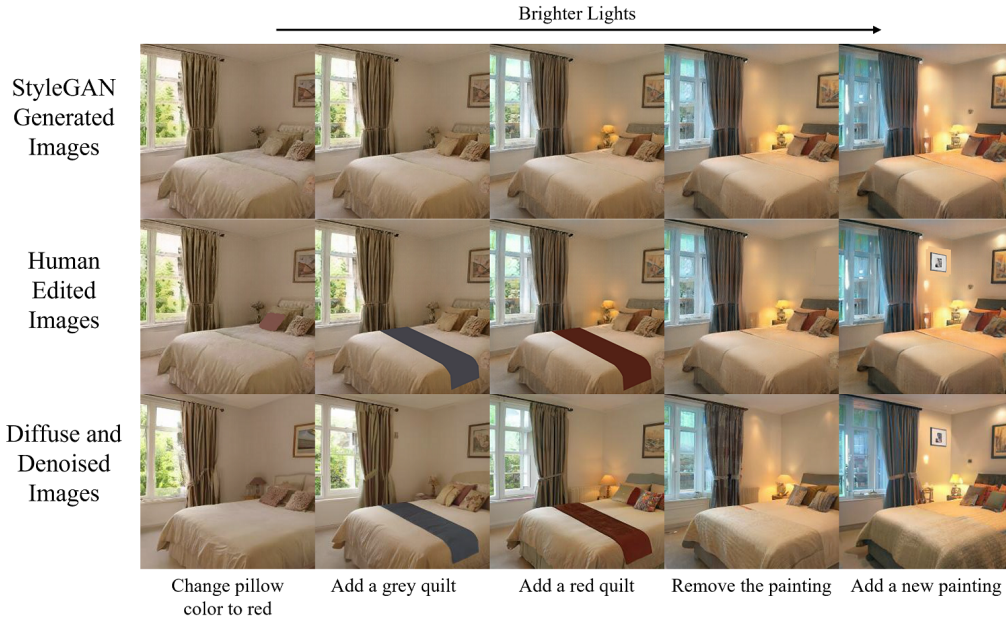 Brighter Lights
StyleGAN
Generated
Images
Human
Edited
Images
Diffuse and
Denoised
Images
Change pillow
color to red
Add a grey quilt
Add a red quilt
Remove the painting
Add a new painting